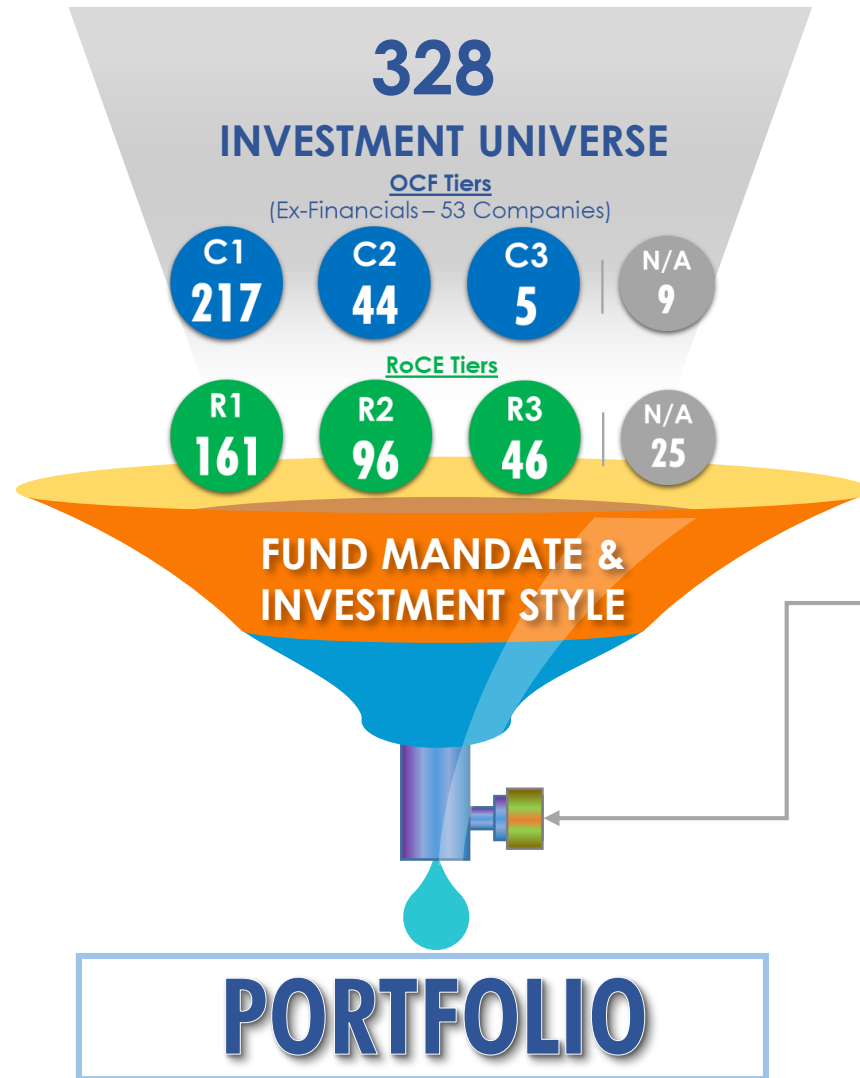 328
INVESTMENT UNIVERSE
OCF Tiers
(Ex-Financials – 53 Companies)
C1
217
C2
44
C3
5
N/A
9
RoCE Tiers
R1
161
R2
96
R3
46
N/A
25
FUND MANDATE &
INVESTMENT STYLE
PORTFOLIO